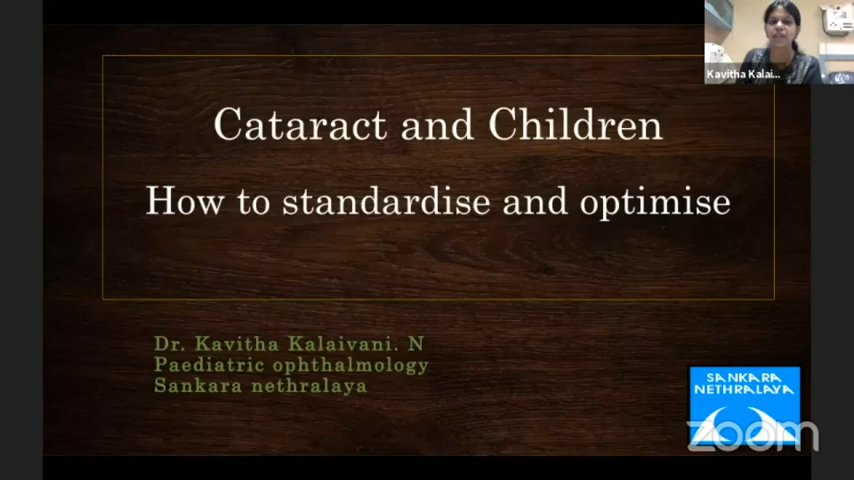 Kavitha Kalai...
Cataract and Children
How to standardise and optimise
Dr. Kavitha Kalaivani. N
Paediatric ophthalmology
Sankara nethralaya
SANKARA
NETHRALAYA
zoom